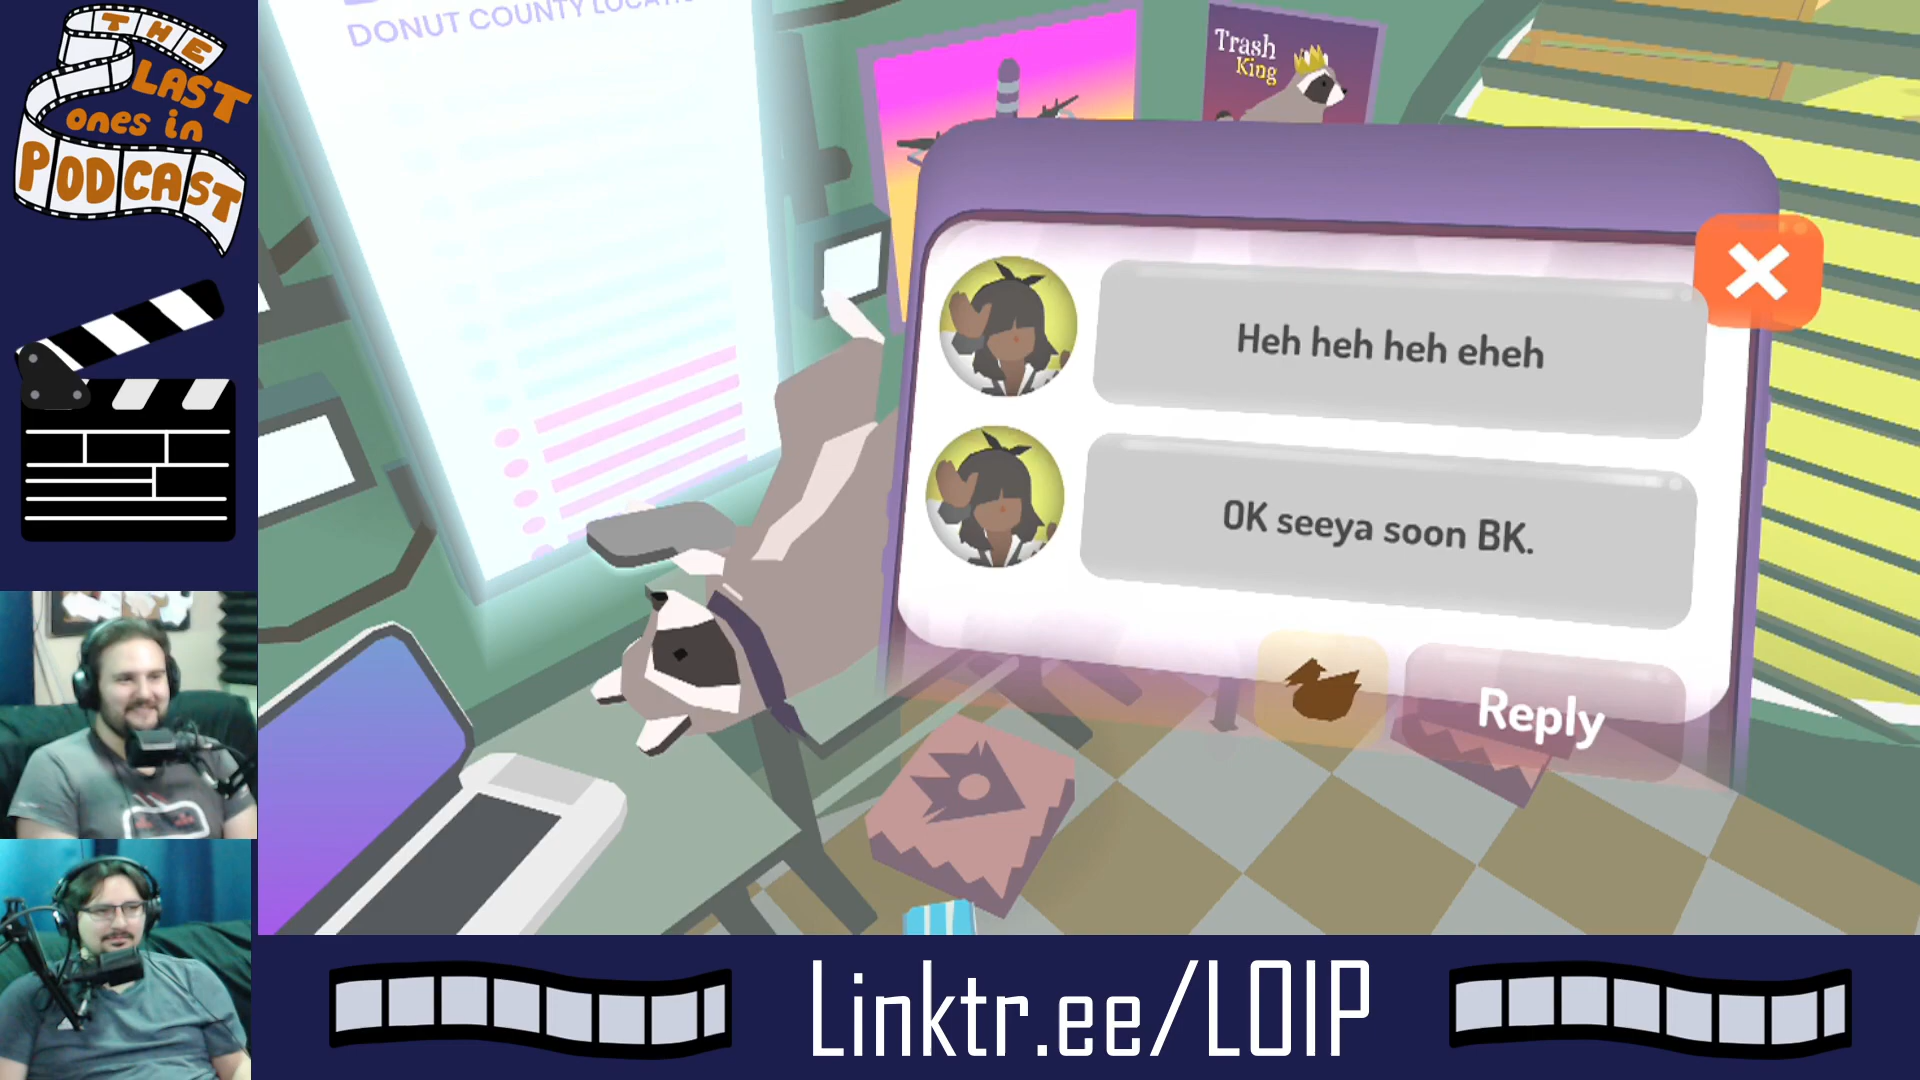 THE
LAST
ones in
PODCAST
DONUT COUNTY
Trash
King
Heh heh heh eheh
OK seeya soon BK.
Reply
Linktr.ee/LOIP